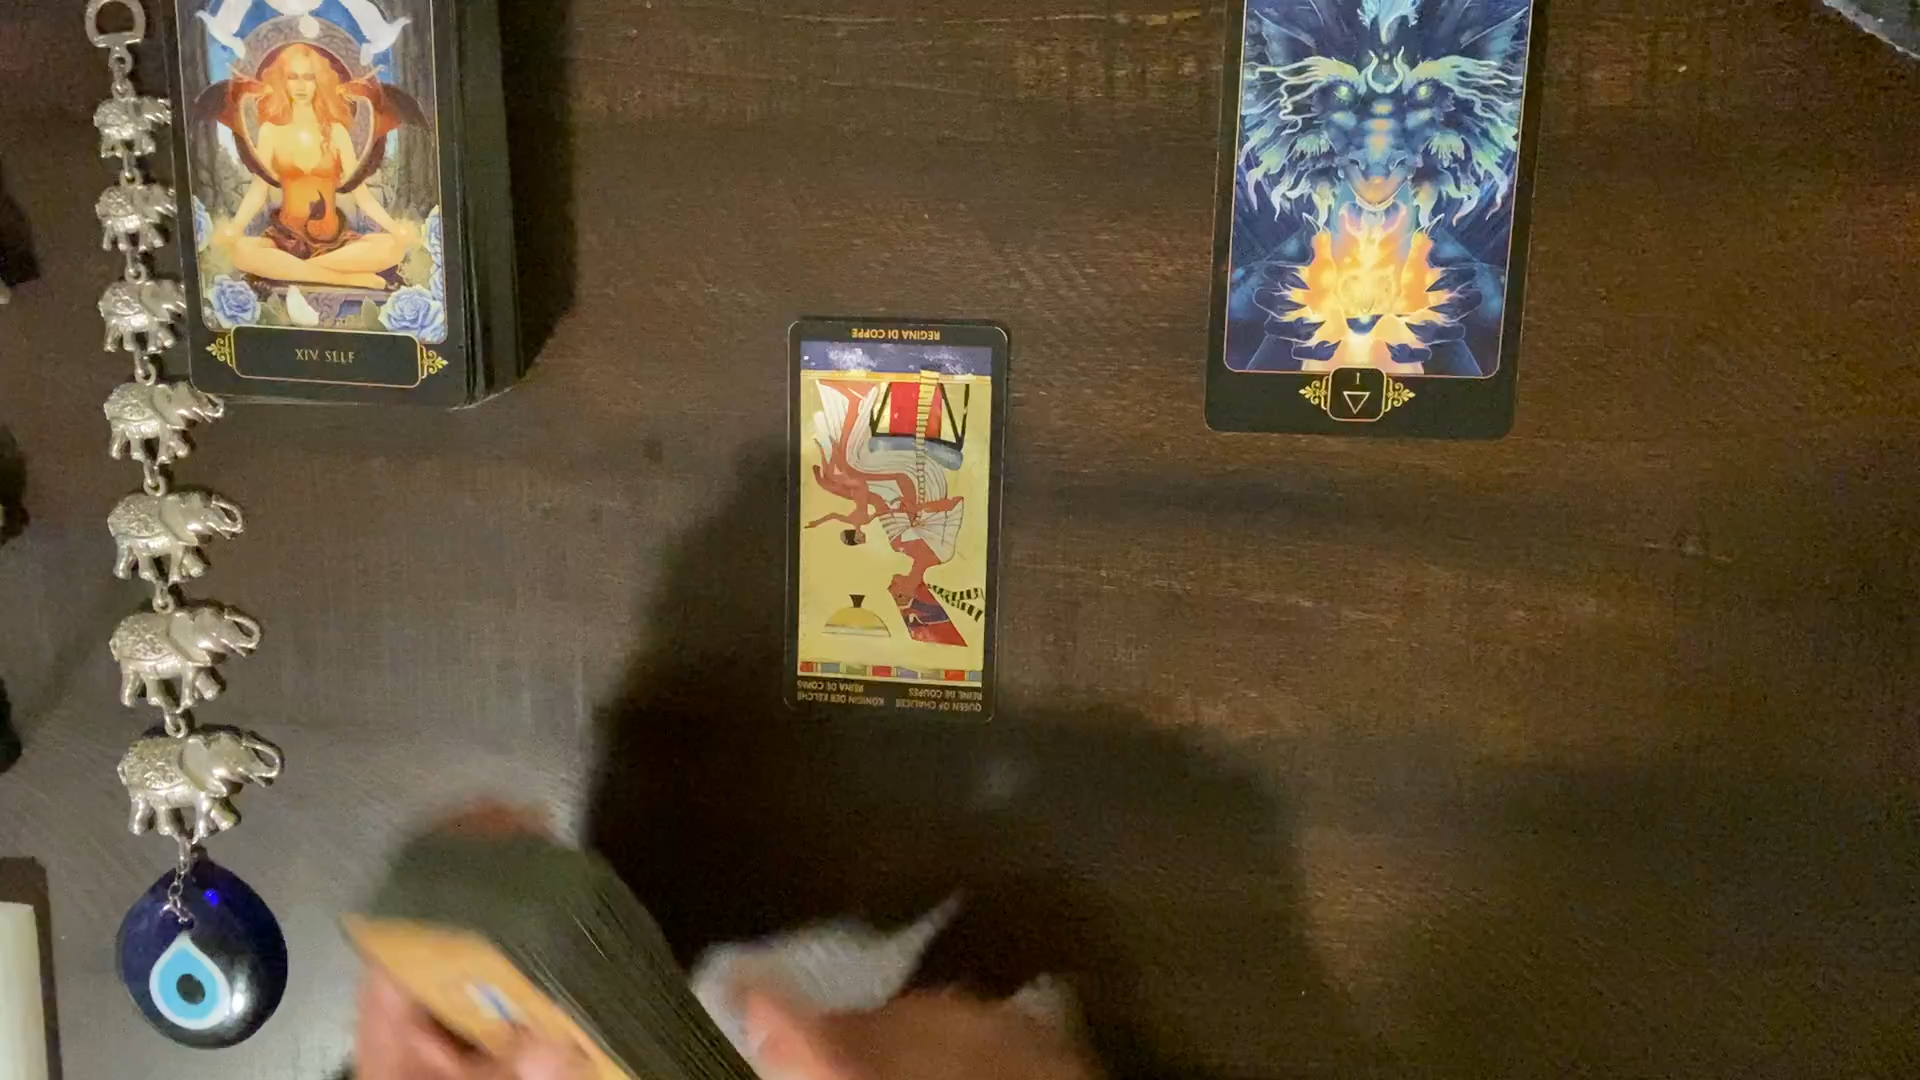 XIV. SELF
I
REGINA DI COPPE
QUEEN OF CHALICES KÖNIGIN DER KELCHE
REINE DE COUPES REINA DE COPAS